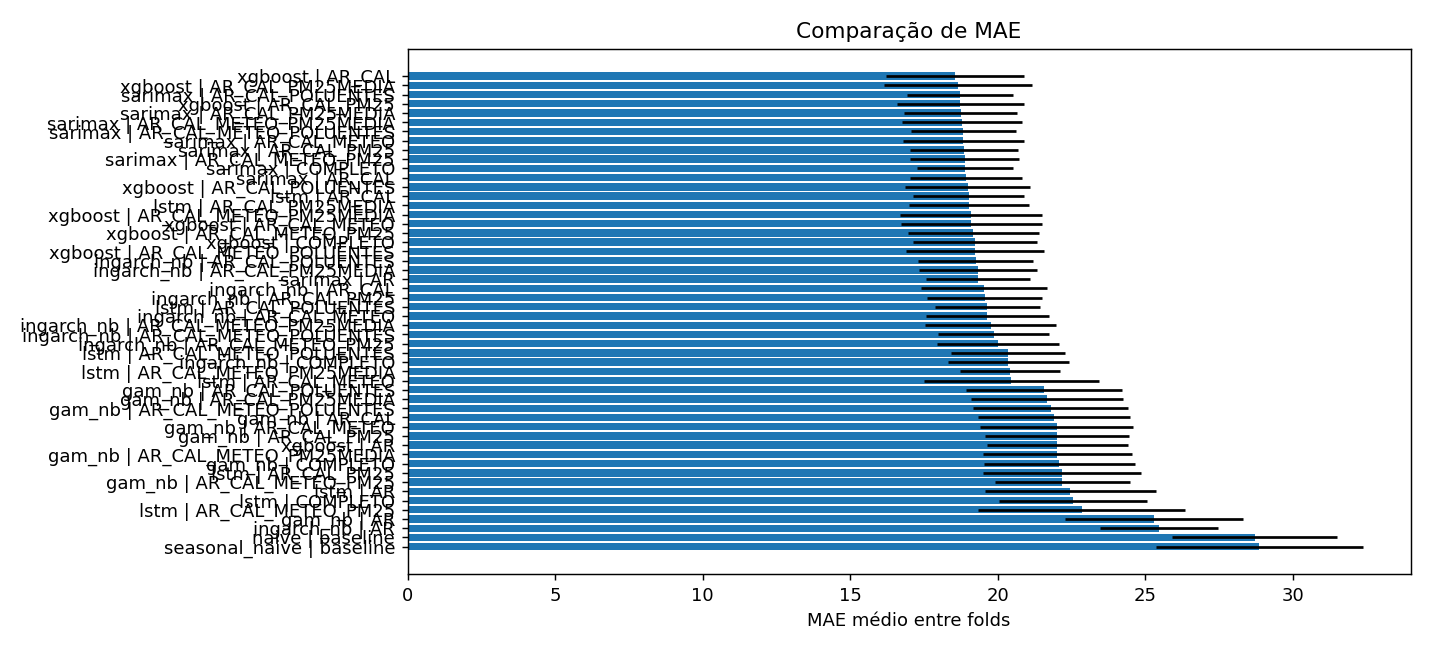 Comparação de MAE
xgboost | AR_CAL
xgboost | AR_CAL_PM25MEDIA
sarimax | AR_CAL_POLUENTES
xgboost | AR_CAL_PM25
sarimax | AR_CAL_PM25MEDIA
sarimax | AR_CAL_METEO_PM25MEDIA
sarimax | AR_CAL_METEO_POLUENTES
sarimax | AR_CAL_METEO
sarimax | AR_CAL_PM25
sarimax | AR_CAL_METEO_PM25
sarimax | COMPLETO
sarimax | AR_CAL
xgboost | AR_CAL_POLUENTES
lstm | AR_CAL
lstm | AR_CAL_PM25MEDIA
xgboost | AR_CAL_METEO_PM25MEDIA
xgboost | AR_CAL_METEO
xgboost | AR_CAL_METEO_PM25
xgboost | COMPLETO
xgboost | AR_CAL_METEO_POLUENTES
ingarch_nb | AR_CAL_POLUENTES
ingarch_nb | AR_CAL_PM25MEDIA
sarimax | AR
ingarch_nb | AR_CAL
ingarch_nb | AR_CAL_PM25
lstm | AR_CAL_POLUENTES
ingarch_nb | AR_CAL_METEO
ingarch_nb | AR_CAL_METEO_PM25MEDIA
ingarch_nb | AR_CAL_METEO_POLUENTES
ingarch_nb | AR_CAL_METEO_PM25
lstm | AR_CAL_METEO_POLUENTES
ingarch_nb | COMPLETO
lstm | AR_CAL_METEO_PM25MEDIA
lstm | AR_CAL_METEO
gam_nb | AR_CAL_POLUENTES
gam_nb | AR_CAL_PM25MEDIA
gam_nb | AR_CAL_METEO_POLUENTES
gam_nb | AR_CAL
gam_nb | AR_CAL_METEO
gam_nb | AR_CAL_PM25
xgboost | AR
gam_nb | AR_CAL_METEO_PM25MEDIA
gam_nb | COMPLETO
lstm | AR_CAL_PM25
gam_nb | AR_CAL_METEO_PM25
lstm | AR
lstm | COMPLETO
lstm | AR_CAL_METEO_PM25
gam_nb | AR
ingarch_nb | AR
naive | baseline
seasonal_naive | baseline
0 5 10 15 20 25 30
MAE médio entre folds